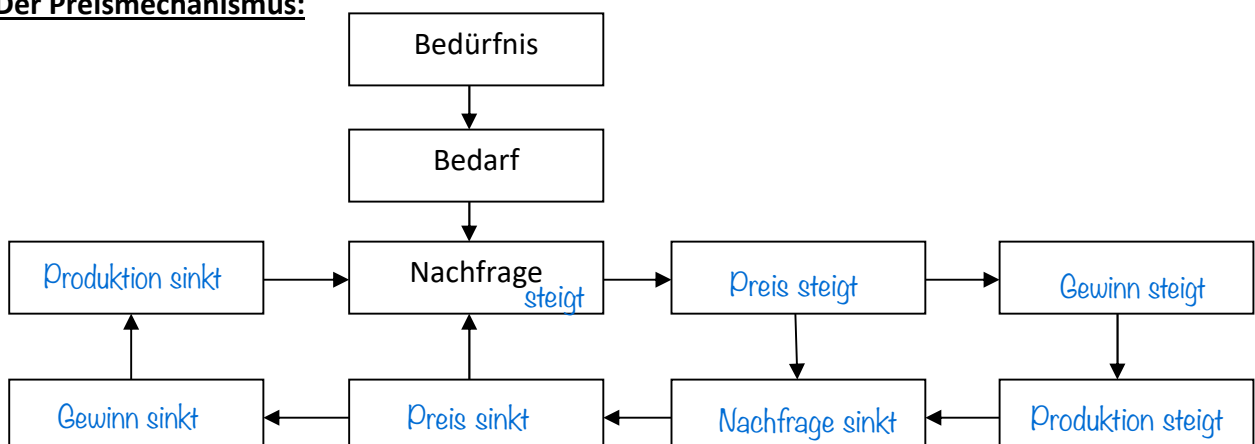 Der Preismechanismus:
Bedürfnis
Bedarf
Produktion sinkt
Nachfrage
steigt
Preis steigt
Gewinn steigt
Gewinn sinkt
Preis sinkt
Nachfrage sinkt
Produktion steigt